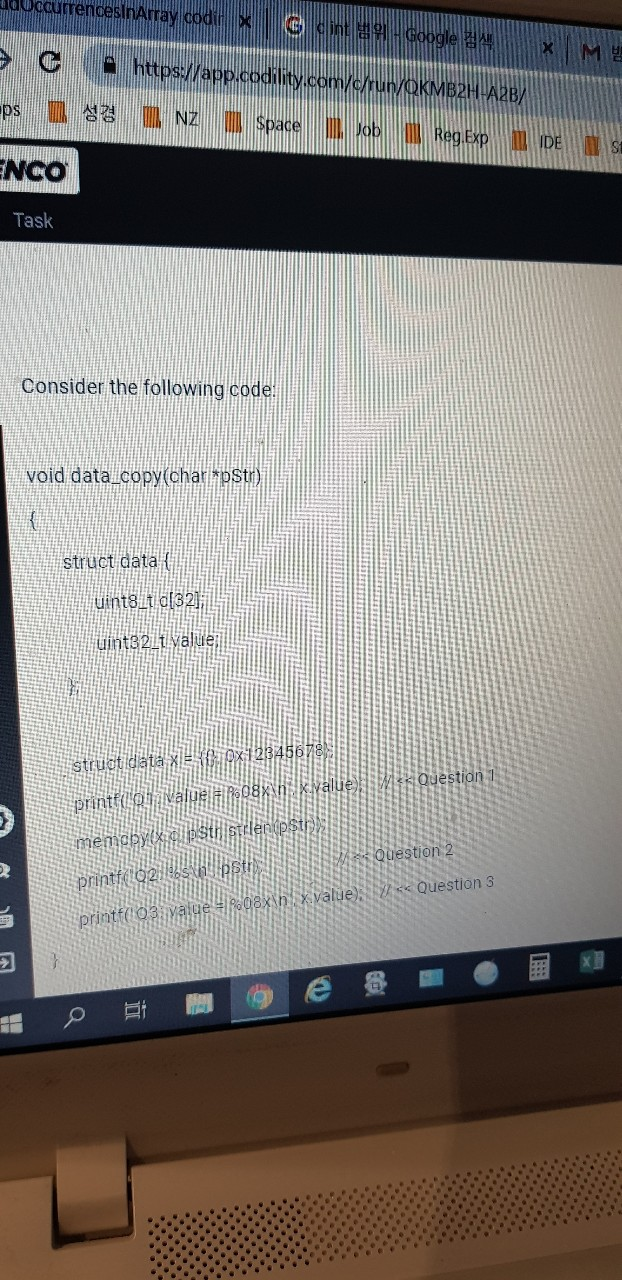 OccurrencesInArray codin
c int 범위 - Google 검색
https://app.codility.com/c/run/QKMB2H-A2B/
ps 성경 NZ Space Job Reg.Exp IDE
ENCO
Task
Consider the following code:
void data_copy(char *pStr)
{
struct data {
uint8_t c[32];
uint32_t value;
};
struct data x = {{}, 0x12345678};
printf("Q1: value = %08x\n", x.value); // << Question 1
memcpy(x.c, pStr, strlen(pStr));
printf("Q2: %s\n", pStr); // << Question 2
printf("Q3: value = %08x\n", x.value); // << Question 3
}